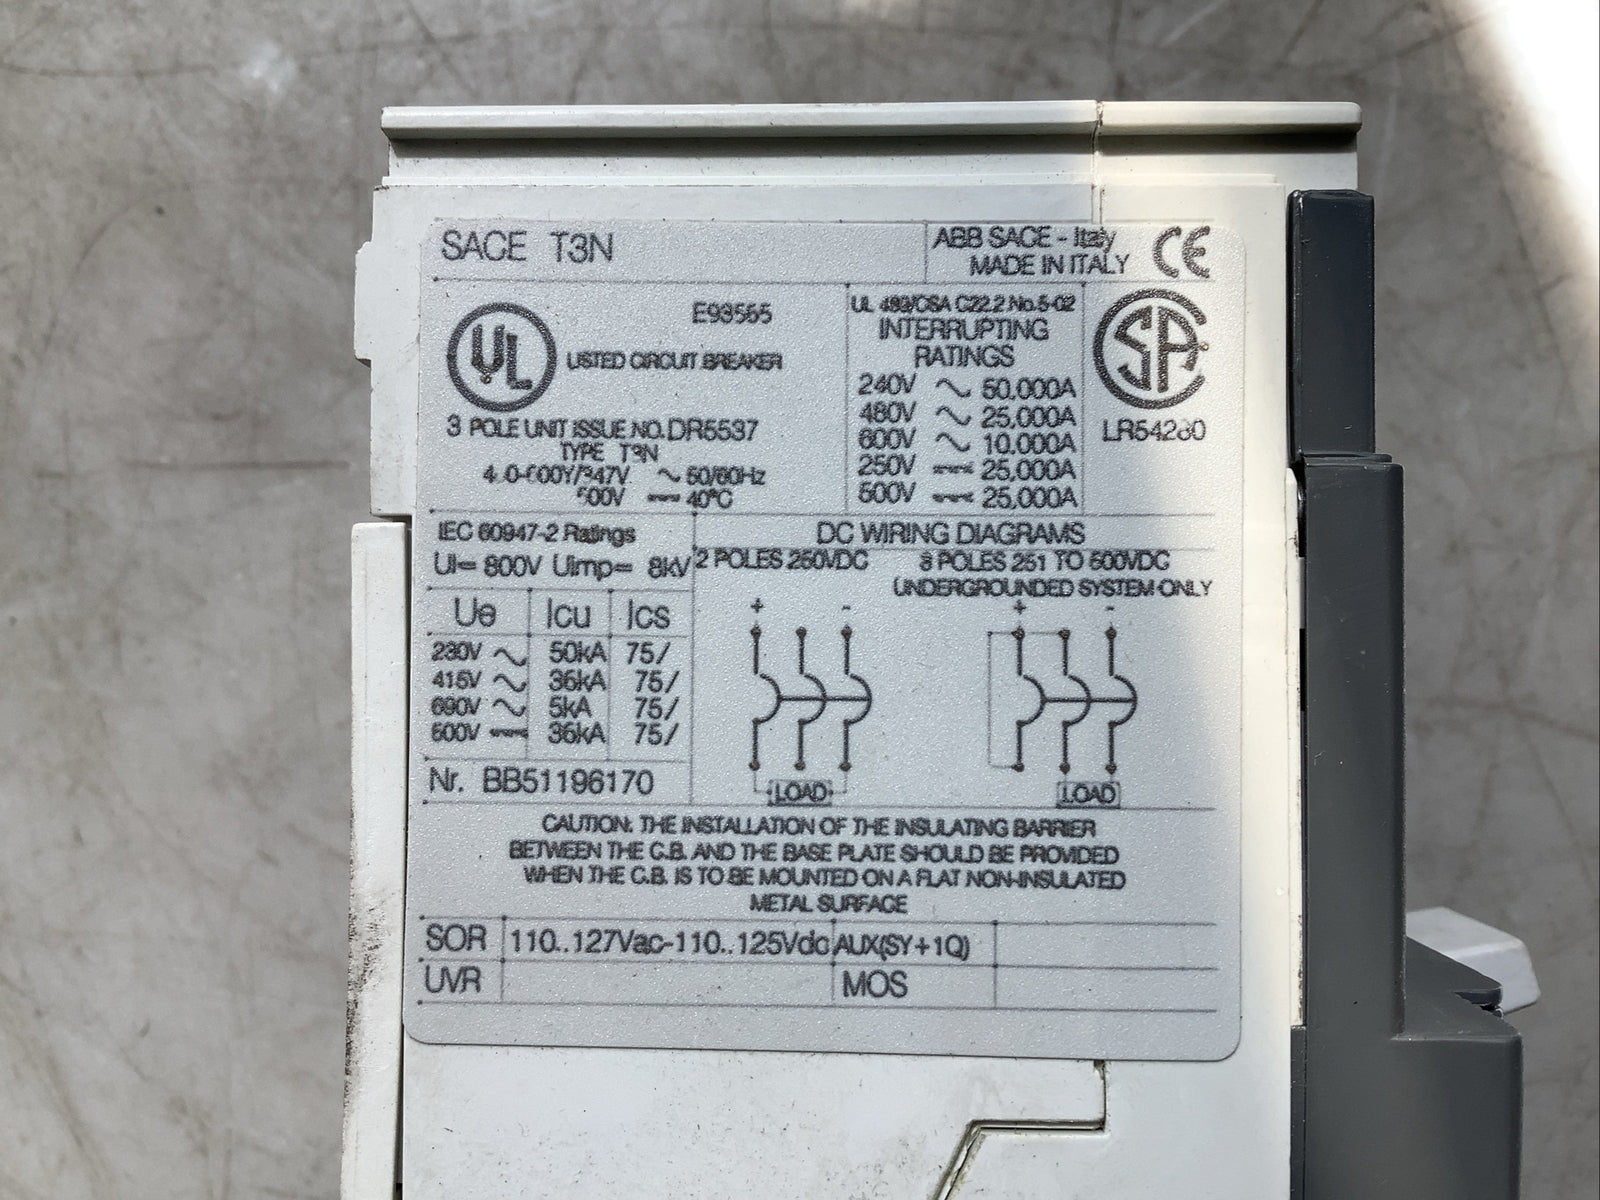 SACE T3N
ABB SACE - Italy
MADE IN ITALY
CE
UL
E93565
LISTED CIRCUIT BREAKER
3 POLE UNIT ISSUE NO. DR5537
TYPE T3N
600Y/347V ~ 50/60Hz
500V ⎓ 40°C
UL 489/CSA C22.2 No.5-02
INTERRUPTING
RATINGS
240V ~ 50,000A
480V ~ 25,000A
600V ~ 10,000A
250V ⎓ 25,000A
500V ⎓ 25,000A
SA
LR54280
IEC 60947-2 Ratings
Ui= 800V Uimp= 8kV
Ue Icu Ics
230V ~ 50kA 75/
415V ~ 36kA 75/
690V ~ 5kA 75/
500V ⎓ 36kA 75/
Nr. BB51196170
DC WIRING DIAGRAMS
2 POLES 250VDC
3 POLES 251 TO 500VDC
UNDERGROUNDED SYSTEM ONLY
+ -
+ -
LOAD
LOAD
CAUTION: THE INSTALLATION OF THE INSULATING BARRIER
BETWEEN THE C.B. AND THE BASE PLATE SHOULD BE PROVIDED
WHEN THE C.B. IS TO BE MOUNTED ON A FLAT NON-INSULATED
METAL SURFACE
SOR 110..127Vac-110..125Vdc AUX(SY+1Q)
UVR MOS